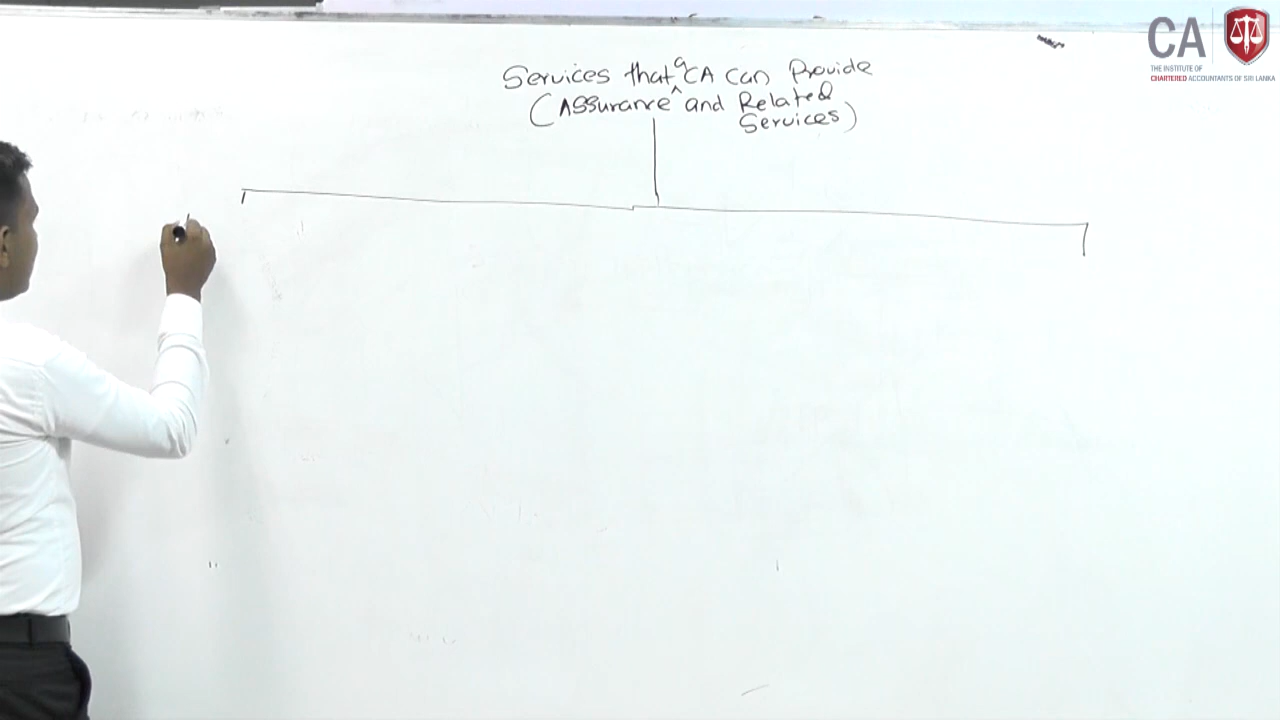 Services that a CA Can Provide
(Assurance and Related
Services)
CA
THE INSTITUTE OF
CHARTERED ACCOUNTANTS OF SRI LANKA